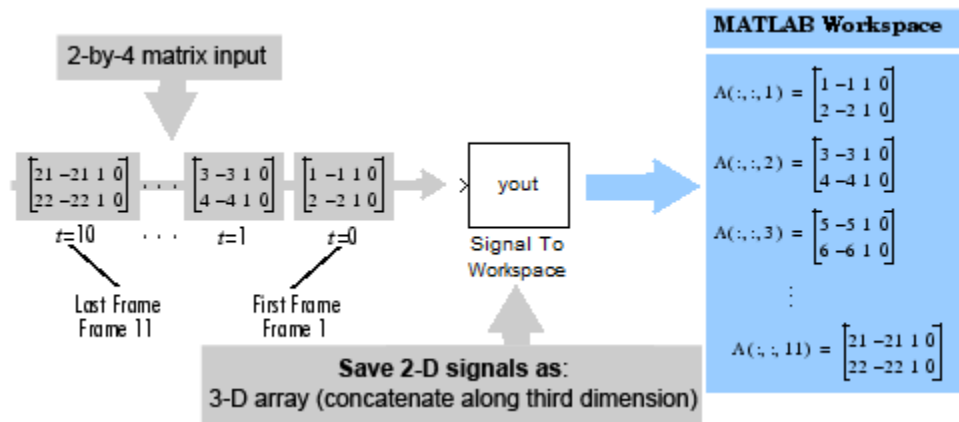 2-by-4 matrix input
21 -21 1 0
22 -22 1 0
. . .
3 -3 1 0
4 -4 1 0
1 -1 1 0
2 -2 1 0
t=10 . . . t=1 t=0
Last Frame
Frame 11
First Frame
Frame 1
yout
Signal To
Workspace
Save 2-D signals as:
3-D array (concatenate along third dimension)
MATLAB Workspace
A(:,:,1) = [1 -1 1 0
2 -2 1 0]
A(:,:,2) = [3 -3 1 0
4 -4 1 0]
A(:,:,3) = [5 -5 1 0
6 -6 1 0]
⋮
A(:,:,11) = [21 -21 1 0
22 -22 1 0]